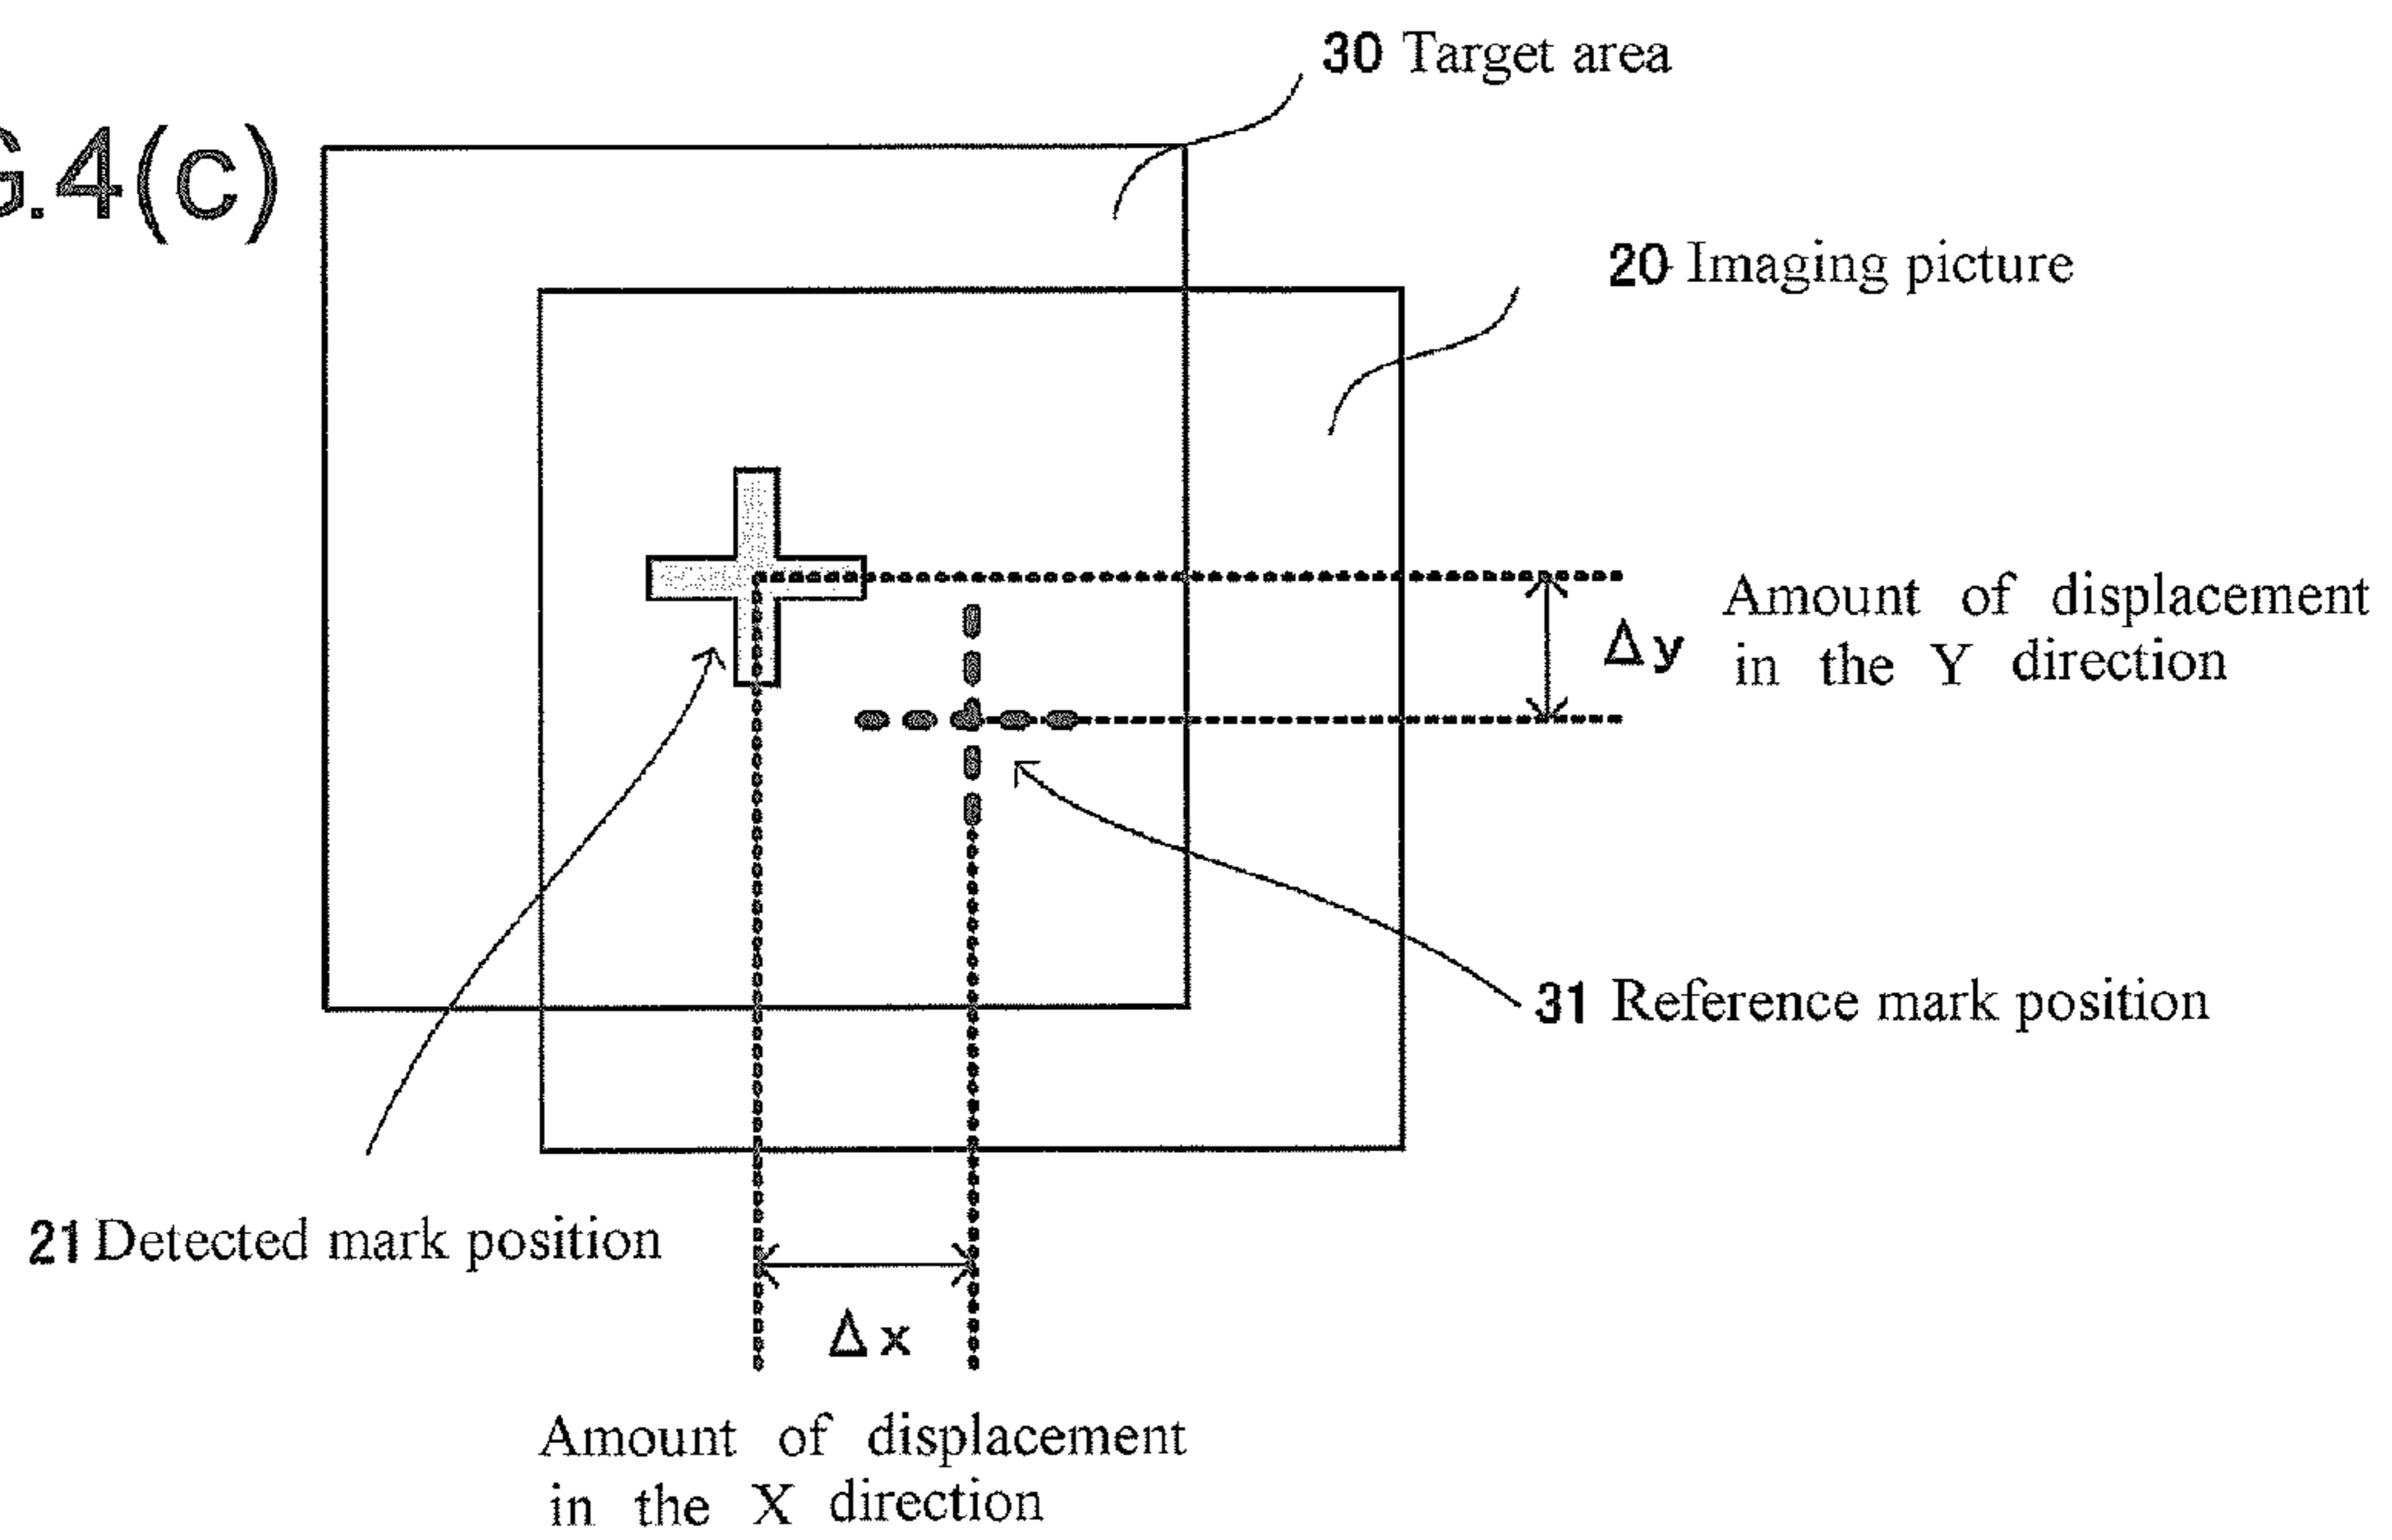 30 Target area
G.4(c)
20 Imaging picture
Δy
Amount of displacement
in the Y direction
31 Reference mark position
21 Detected mark position
Δx
Amount of displacement
in the X direction